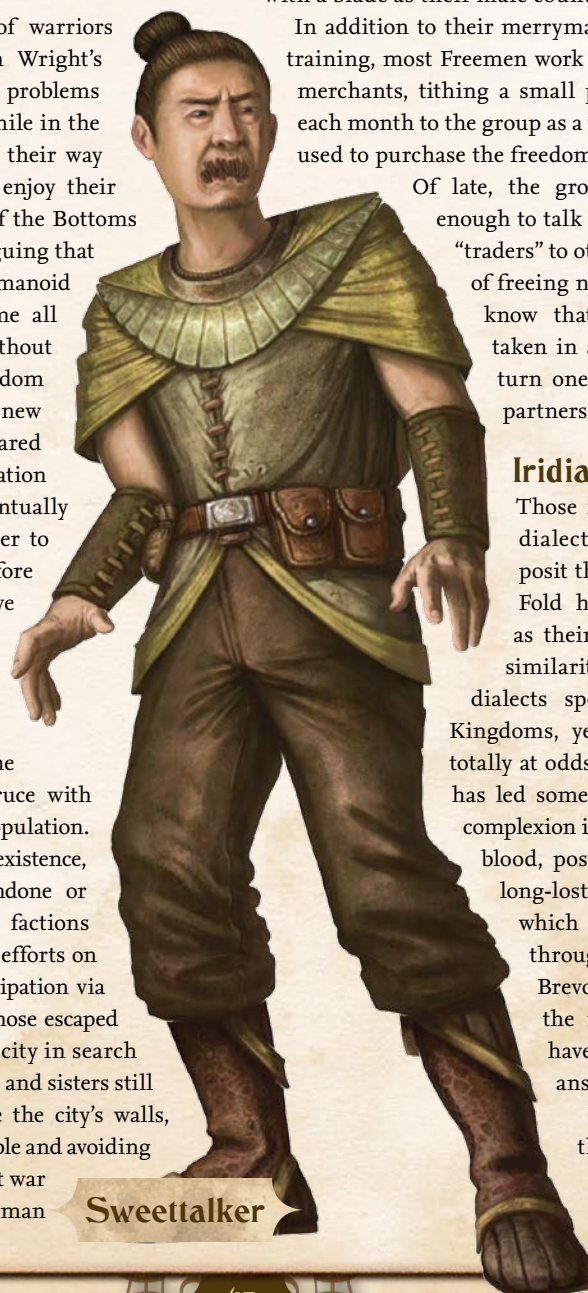 of warriors
Wright's
problems
in the
their way
enjoy their
of the Bottoms
guing that
manoid
me all
thout
dom
new
ared
ation
ntually
er to
fore
ve
ne
ruce with
pulation.
existence,
ndone or
factions
efforts on
ipation via
hose escaped
city in search
and sisters still
e the city's walls,
ple and avoiding
t war
man
In addition to their merryma
training, most Freemen work
merchants, tithing a small p
each month to the group as a
used to purchase the freedom
Of late, the gro
enough to talk
“traders” to ot
of freeing n
know that
taken in
turn one
partners
Iridia
Those
dialect
posit th
Fold h
as their
similarit
dialects spe
Kingdoms, ye
totally at odds
has led some
complexion i
blood, pos
long-lost
which
throug
Brevo
the
have
ans
th
Sweettalker